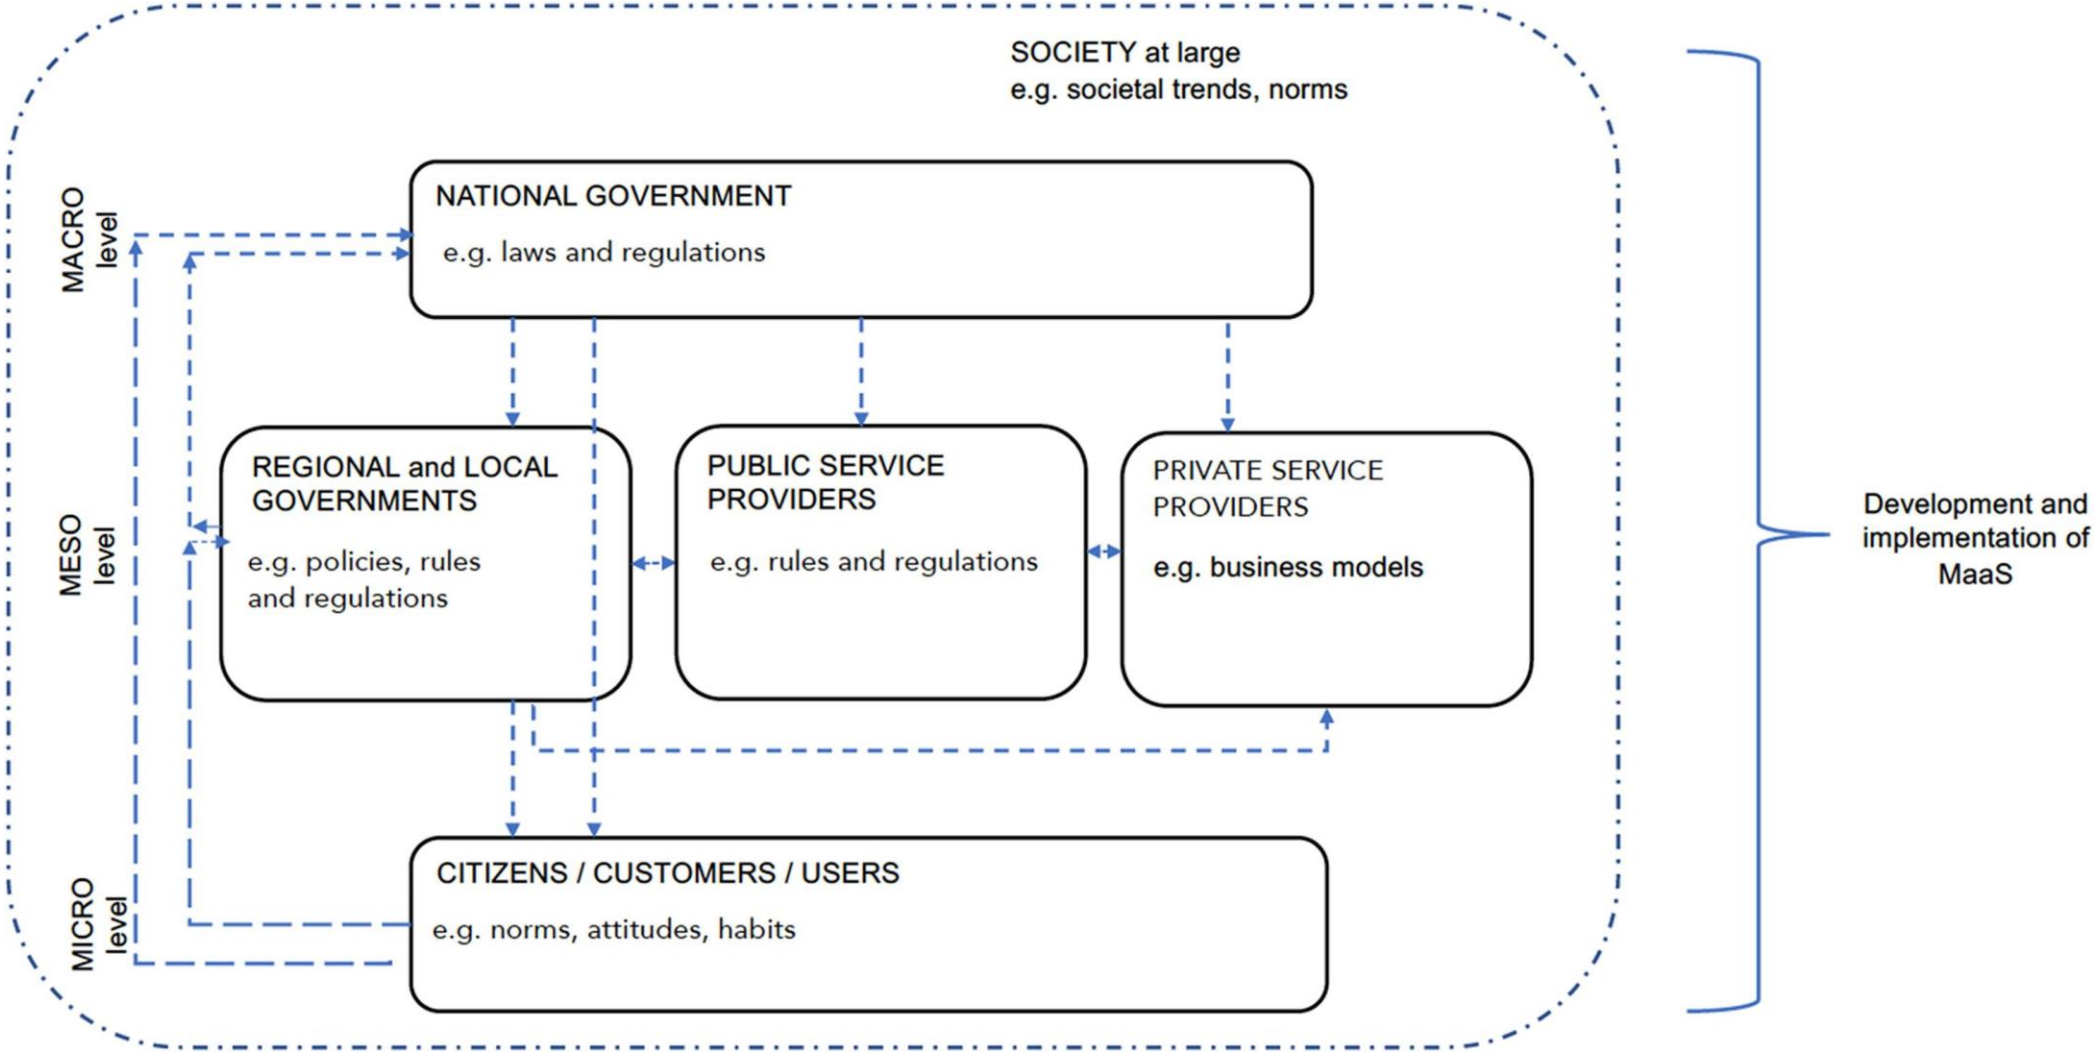 SOCIETY at large
e.g. societal trends, norms
MACRO
level
NATIONAL GOVERNMENT
e.g. laws and regulations
MESO
level
REGIONAL and LOCAL
GOVERNMENTS
e.g. policies, rules
and regulations
PUBLIC SERVICE
PROVIDERS
e.g. rules and regulations
PRIVATE SERVICE
PROVIDERS
e.g. business models
Development and
implementation of
MaaS
MICRO
level
CITIZENS / CUSTOMERS / USERS
e.g. norms, attitudes, habits